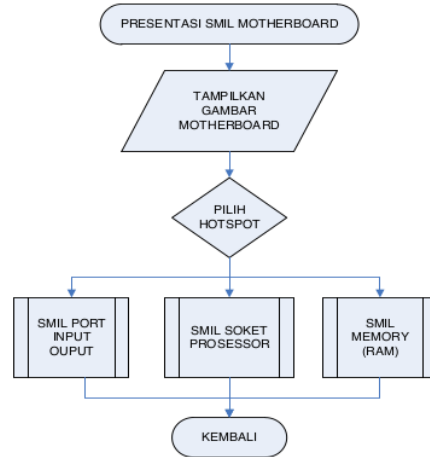 PRESENTASI SMIL MOTHERBOARD
TAMPILKAN
GAMBAR
MOTHERBOARD
PILIH
HOTSPOT
SMIL PORT
INPUT
OUPUT
SMIL SOKET
PROSESSOR
SMIL
MEMORY
(RAM)
KEMBALI